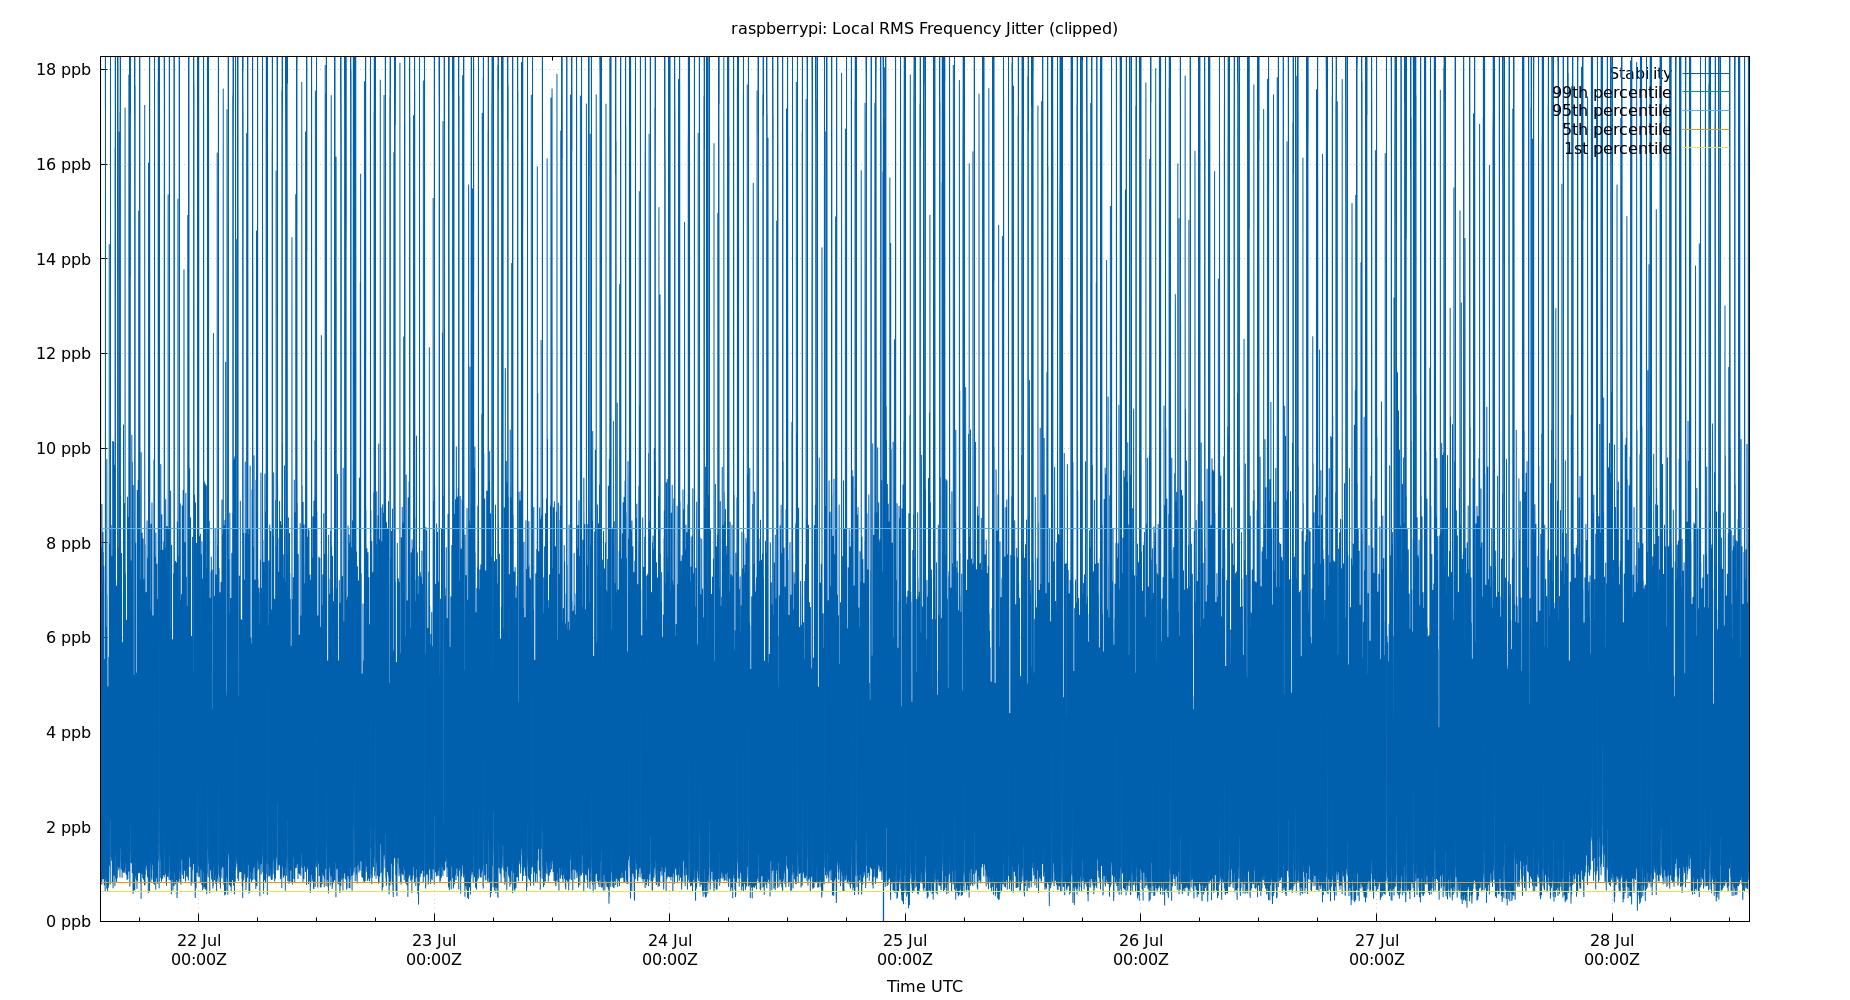 raspberrypi: Local RMS Frequency Jitter (clipped)
18 ppb
16 ppb
14 ppb
12 ppb
10 ppb
8 ppb
6 ppb
4 ppb
2 ppb
0 ppb
Stability
99th percentile
95th percentile
5th percentile
1st percentile
22 Jul 23 Jul 24 Jul 25 Jul 26 Jul 27 Jul 28 Jul
00:00Z 00:00Z 00:00Z 00:00Z 00:00Z 00:00Z 00:00Z
Time UTC